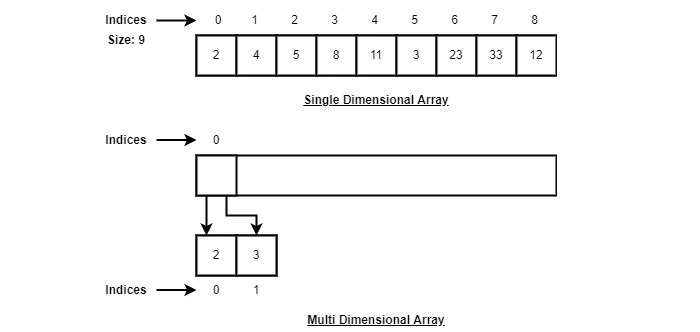 Indices 0 1 2 3 4 5 6 7 8
Size: 9
2 4 5 8 11 3 23 33 12
Single Dimensional Array
Indices 0
2 3
Indices 0 1
Multi Dimensional Array